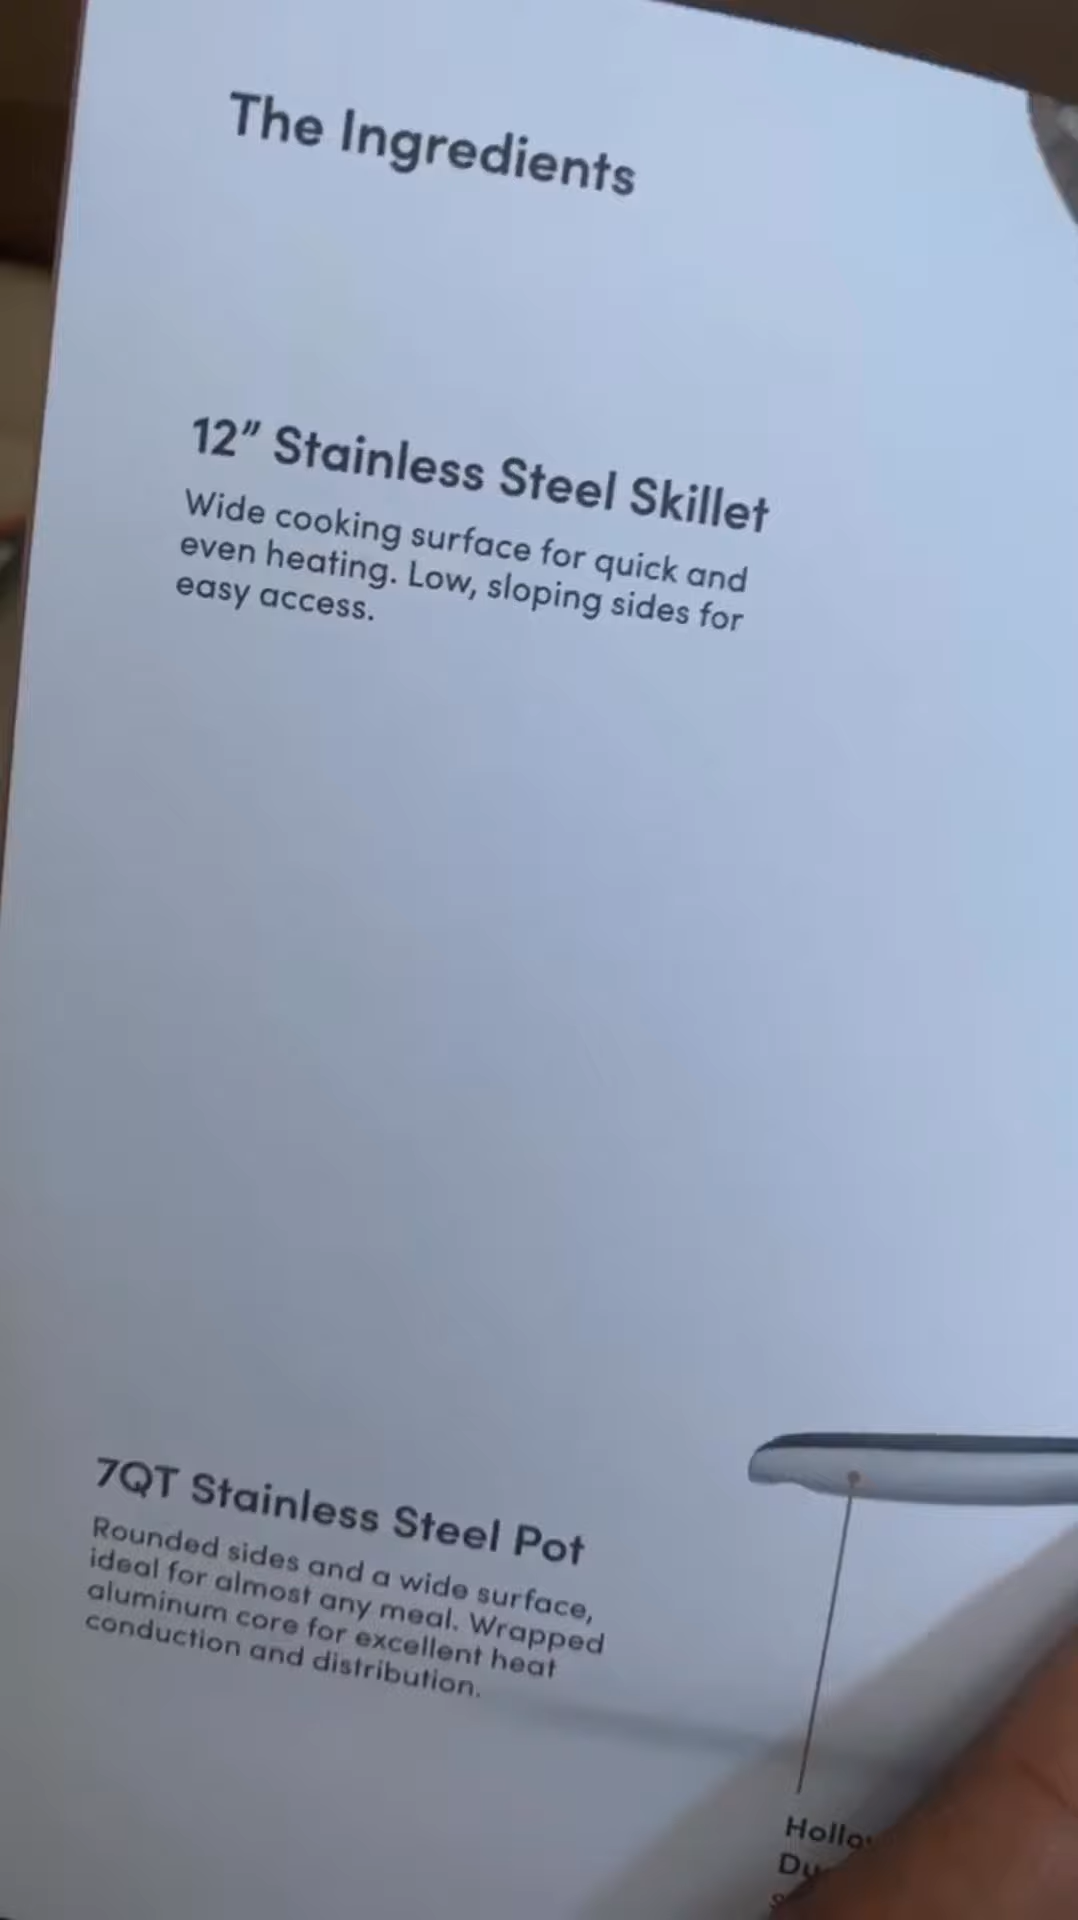 The Ingredients
12" Stainless Steel Skillet
Wide cooking surface for quick and
even heating. Low, sloping sides for
easy access.
7QT Stainless Steel Pot
Rounded sides and a wide surface,
ideal for almost any meal. Wrapped
aluminum core for excellent heat
conduction and distribution.